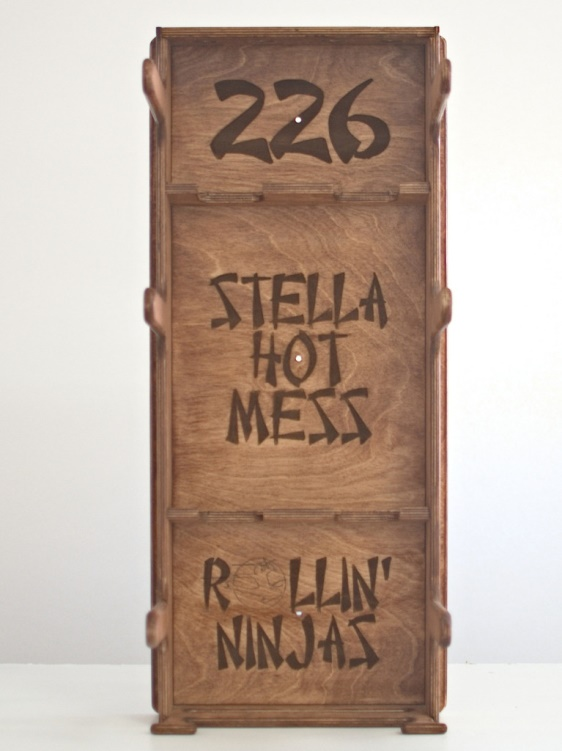 226
STELLA
HOT
MESS
ROLLIN'
NINJAS